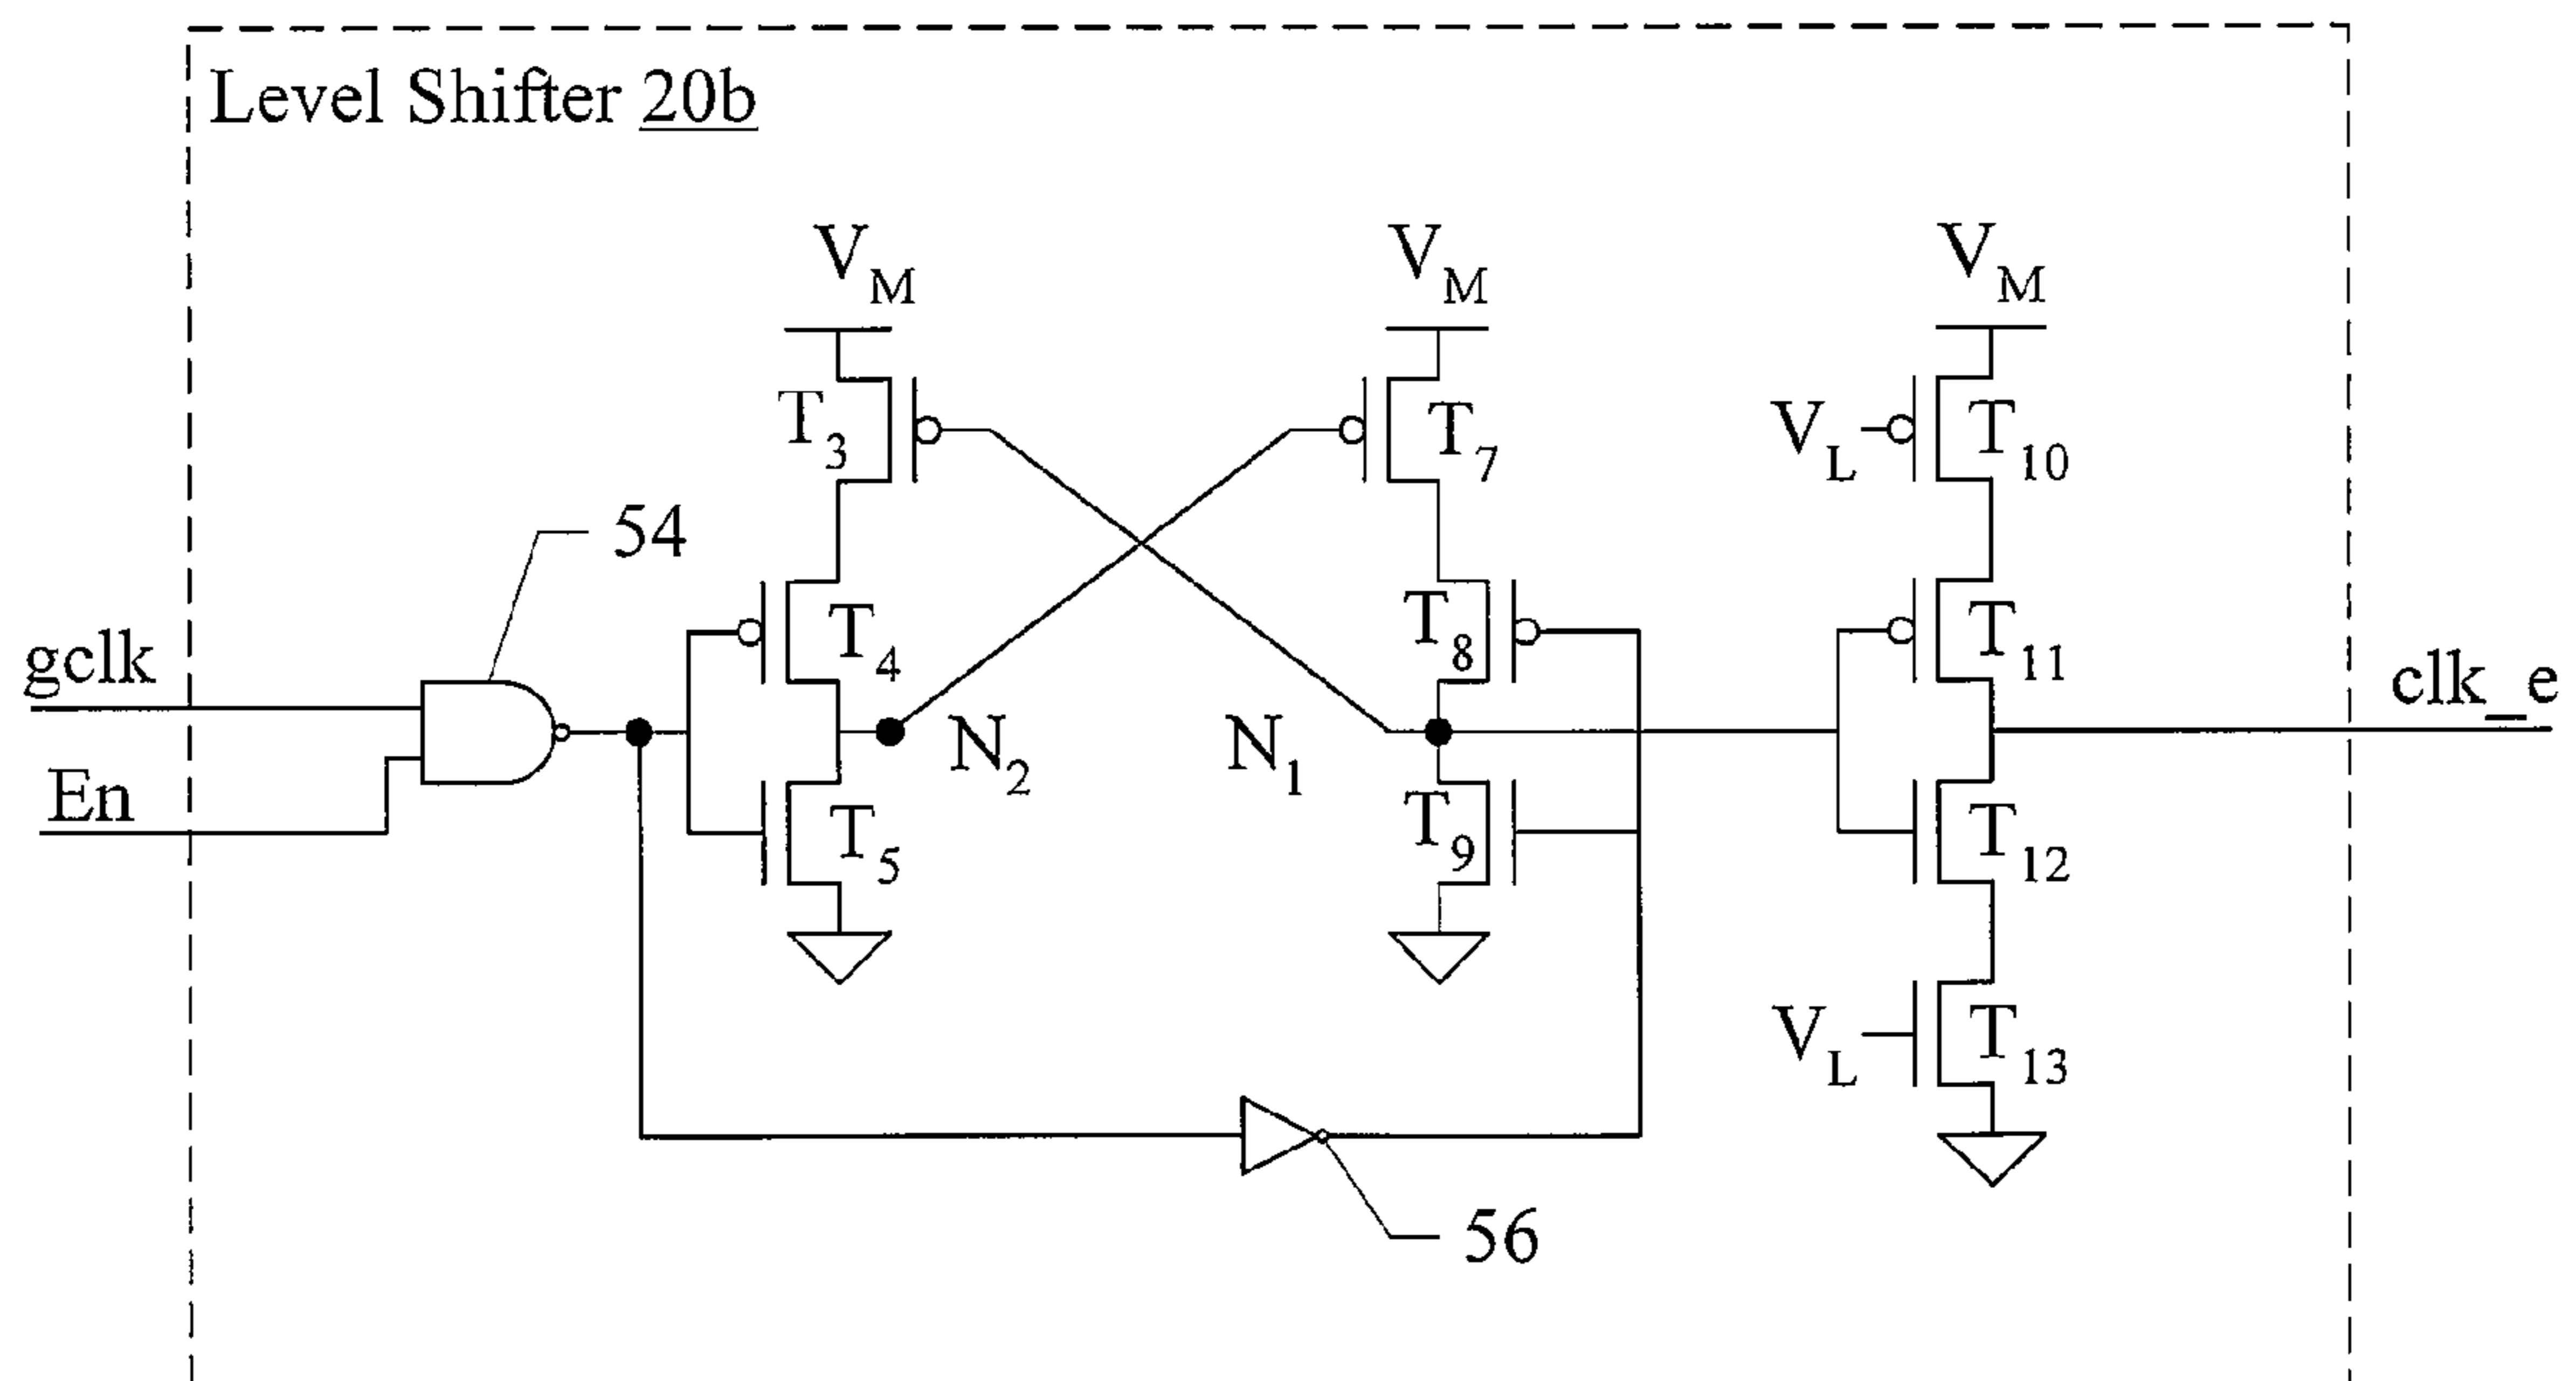 Level Shifter 20b
V_M
V_M
V_M
T_3
T_7
V_L
T_10
54
T_4
T_8
T_11
gclk
clk_e
N_2
N_1
En
T_5
T_9
T_12
V_L
T_13
56